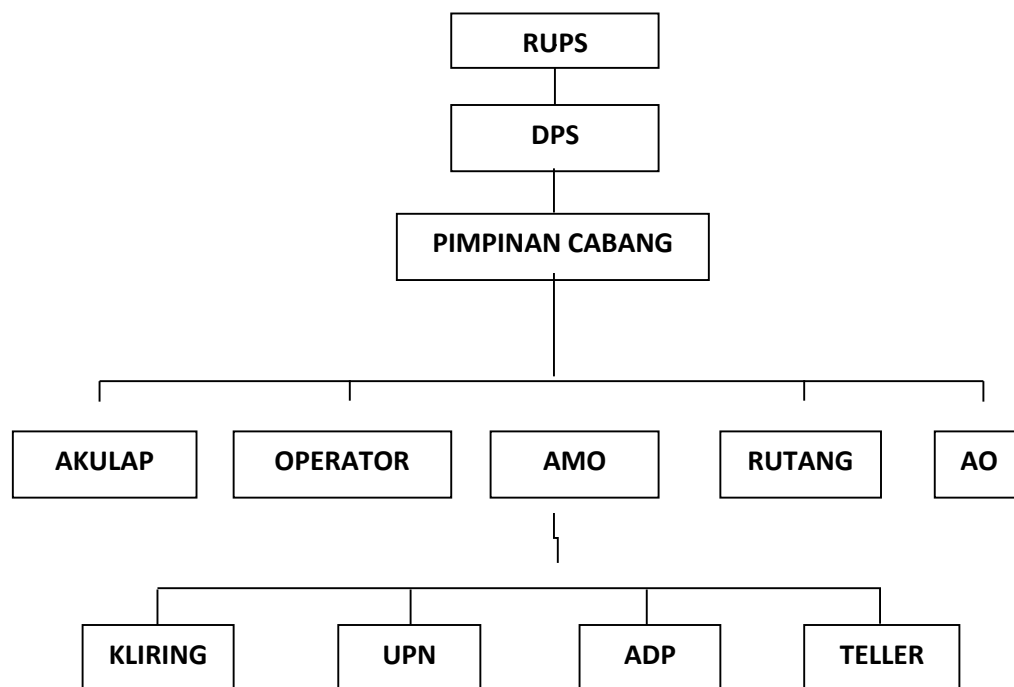 RUPS
DPS
PIMPINAN CABANG
AKULAP OPERATOR AMO RUTANG AO
KLIRING UPN ADP TELLER